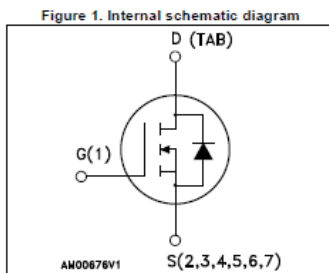 Figure 1. Internal schematic diagram
D (TAB)
G(1)
S(2,3,4,5,6,7)
AM00676V1